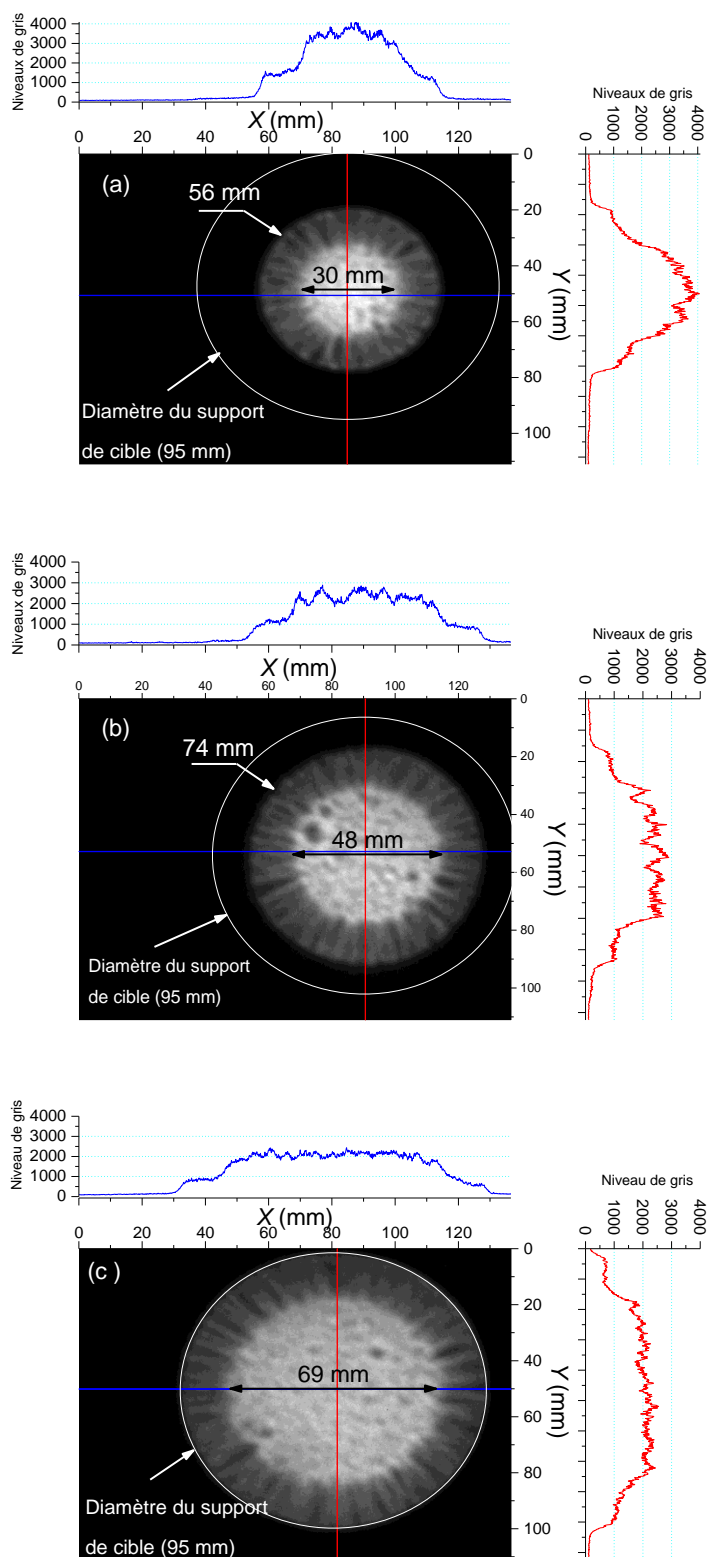 Niveaux de gris
4000
3000
2000
1000
0
X (mm)
0 20 40 60 80 100 120
(a)
56 mm
30 mm
Diamètre du support
de cible (95 mm)
0
20
40
60
80
100
Y (mm)
Niveaux de gris
0 1000 2000 3000 4000
Niveaux de gris
4000
3000
2000
1000
0
X (mm)
0 20 40 60 80 100 120
(b)
74 mm
48 mm
Diamètre du support
de cible (95 mm)
0
20
40
60
80
100
Y (mm)
Niveaux de gris
0 1000 2000 3000 4000
Niveau de gris
4000
3000
2000
1000
0
X (mm)
0 20 40 60 80 100 120
(c )
69 mm
Diamètre du support
de cible (95 mm)
0
20
40
60
80
100
Y (mm)
Niveau de gris
0 1000 2000 3000 4000